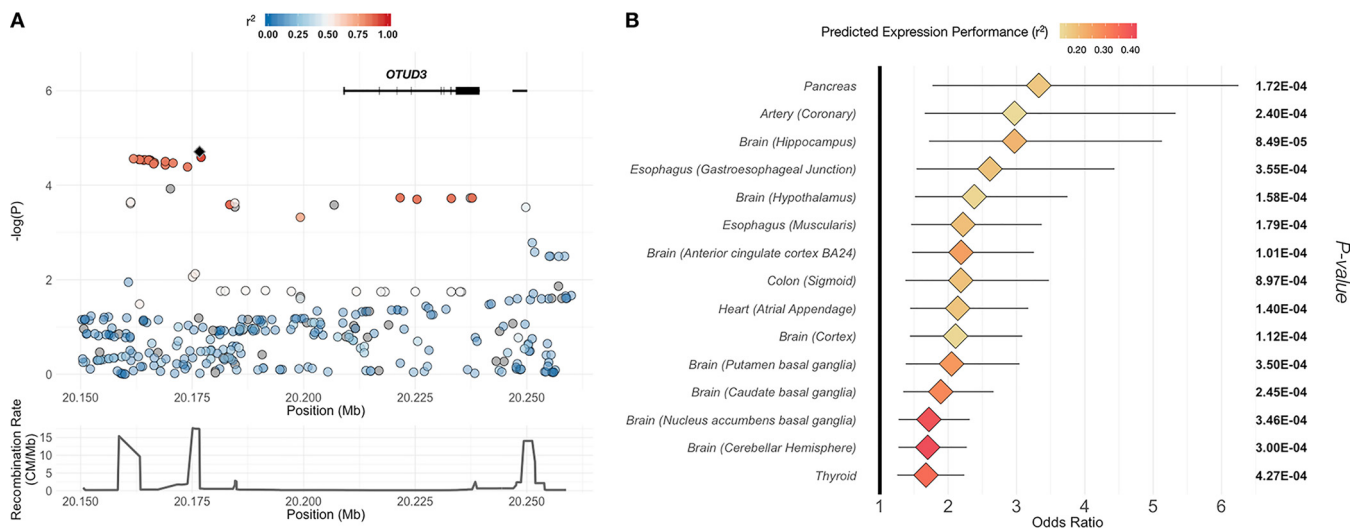 A
r²
0.00 0.25 0.50 0.75 1.00
OTUD3
6
4
2
0
-log(P)
20.150 20.175 20.200 20.225 20.250
Position (Mb)
Recombination Rate
(CM/Mb)
15
10
5
0
20.150 20.175 20.200 20.225 20.250
Position (Mb)
B
Predicted Expression Performance (r²)
0.20 0.30 0.40
Pancreas 1.72E-04
Artery (Coronary) 2.40E-04
Brain (Hippocampus) 8.49E-05
Esophagus (Gastroesophageal Junction) 3.55E-04
Brain (Hypothalamus) 1.58E-04
Esophagus (Muscularis) 1.79E-04
Brain (Anterior cingulate cortex BA24) 1.01E-04
Colon (Sigmoid) 8.97E-04
Heart (Atrial Appendage) 1.40E-04
Brain (Cortex) 1.12E-04
Brain (Putamen basal ganglia) 3.50E-04
Brain (Caudate basal ganglia) 2.45E-04
Brain (Nucleus accumbens basal ganglia) 3.46E-04
Brain (Cerebellar Hemisphere) 3.00E-04
Thyroid 4.27E-04
P-value
1 2 3 4 5 6
Odds Ratio